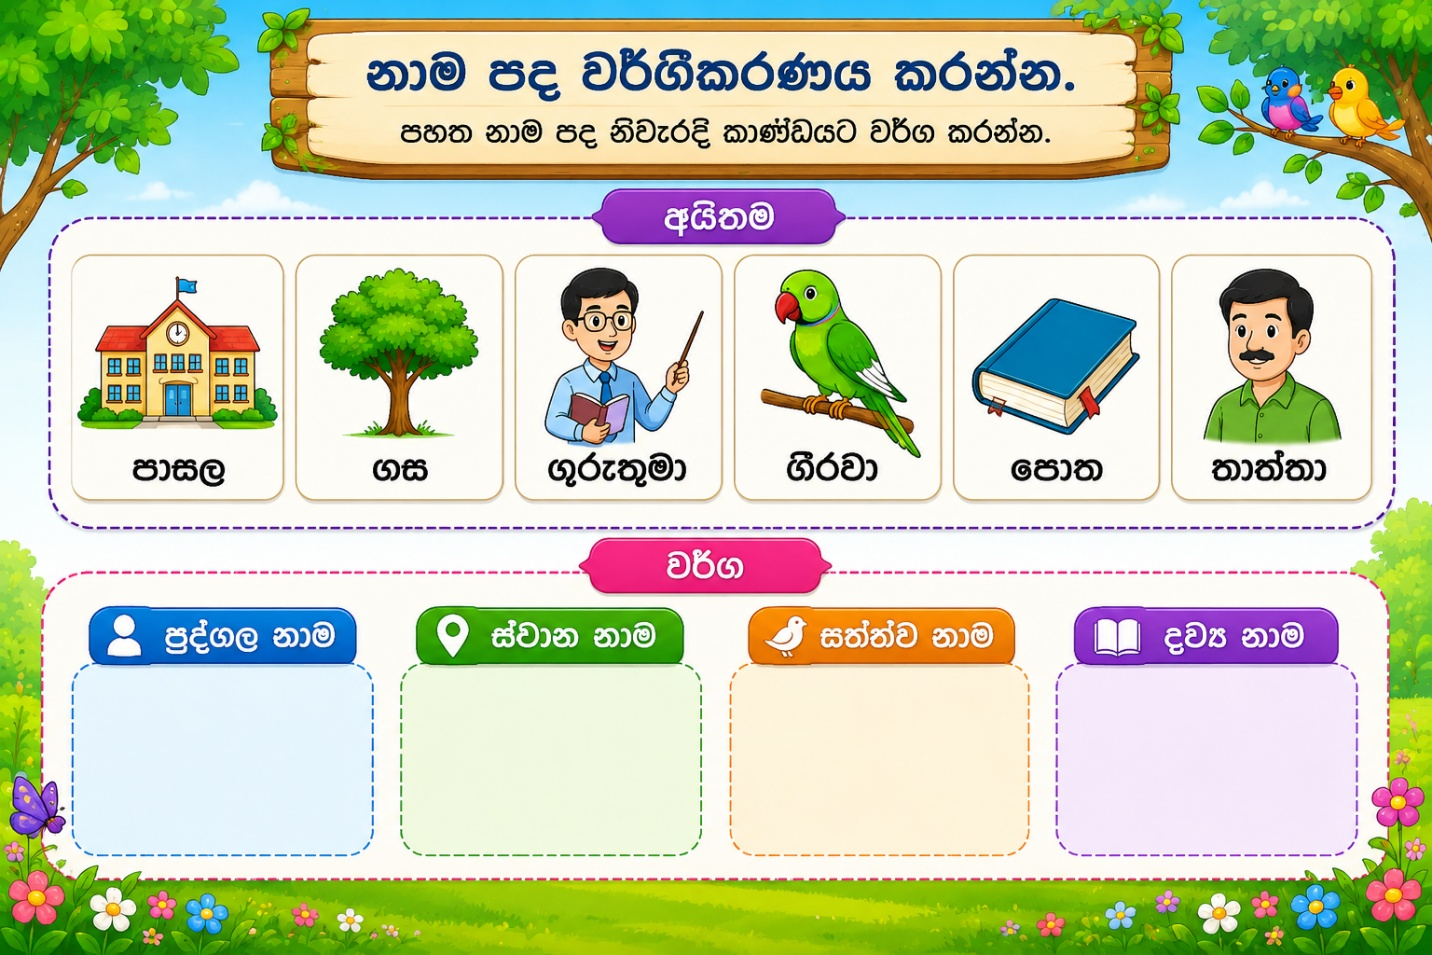 නාම පද වර්ගීකරණය කරන්න.
පහත නාම පද නිවැරදි කාණ්ඩයට වර්ග කරන්න.
අයිතම
පාසල
ගස
ගුරුතුමා
ගීරවා
පොත
තාත්තා
වර්ග
පුද්ගල නාම
ස්ථාන නාම
සත්ත්ව නාම
ද්‍රව්‍ය නාම